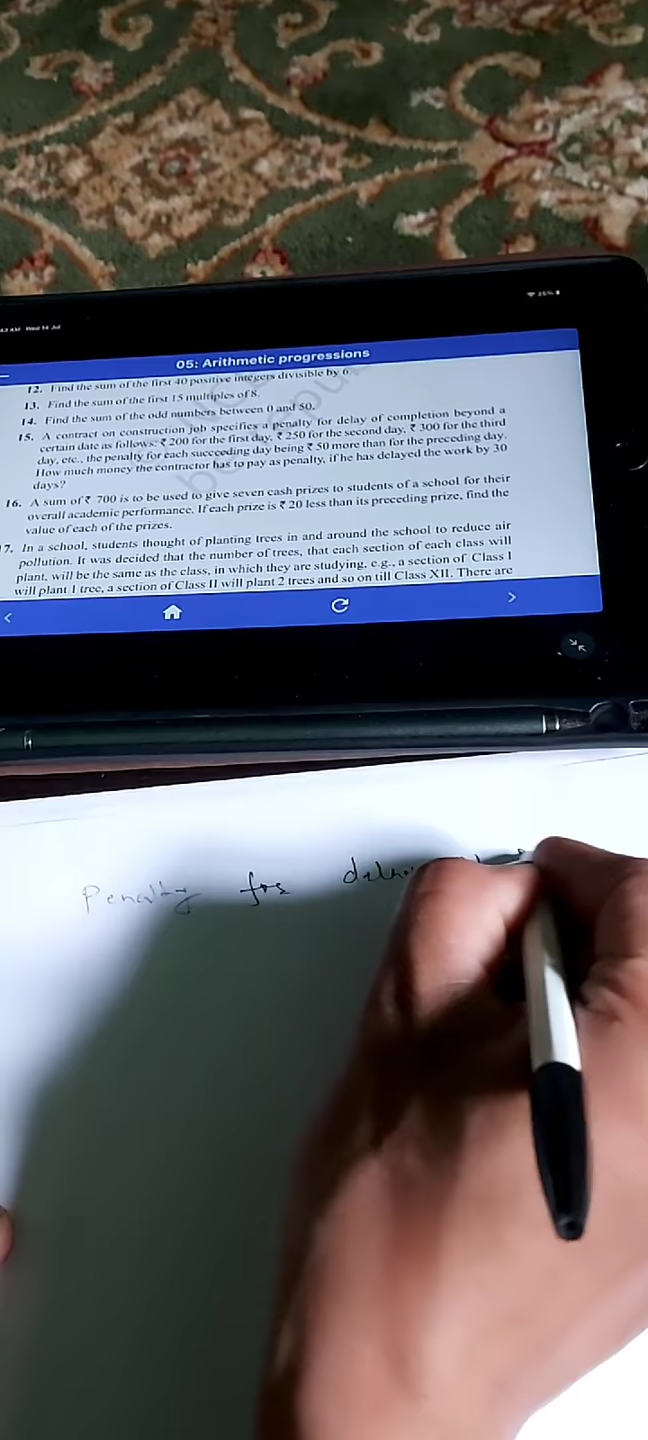 Wed 14 Jul
25%
05: Arithmetic progressions
12. Find the sum of the first 40 positive integers divisible by 6.
13. Find the sum of the first 15 multiples of 8.
14. Find the sum of the odd numbers between 0 and 50.
15. A contract on construction job specifies a penalty for delay of completion beyond a
certain date as follows: ₹ 200 for the first day, ₹ 250 for the second day, ₹ 300 for the third
day, etc., the penalty for each succeeding day being ₹ 50 more than for the preceding day.
How much money the contractor has to pay as penalty, if he has delayed the work by 30
days?
16. A sum of ₹ 700 is to be used to give seven cash prizes to students of a school for their
overall academic performance. If each prize is ₹ 20 less than its preceding prize, find the
value of each of the prizes.
7. In a school, students thought of planting trees in and around the school to reduce air
pollution. It was decided that the number of trees, that each section of each class will
plant, will be the same as the class, in which they are studying, e.g., a section of Class I
will plant 1 tree, a section of Class II will plant 2 trees and so on till Class XII. There are
Penalty for